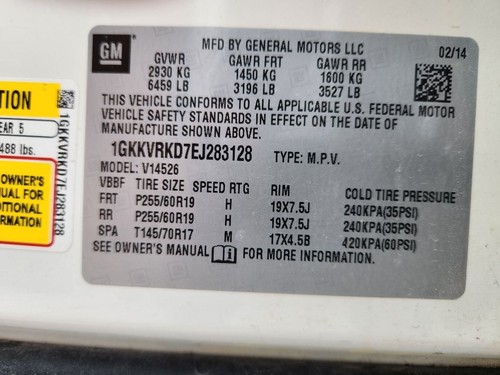 GM
MFD BY GENERAL MOTORS LLC
02/14
GVWR GAWR FRT GAWR RR
2930 KG 1450 KG 1600 KG
6459 LB 3196 LB 3527 LB
THIS VEHICLE CONFORMS TO ALL APPLICABLE U.S. FEDERAL MOTOR
VEHICLE SAFETY STANDARDS IN EFFECT ON THE DATE OF
MANUFACTURE SHOWN ABOVE.
1GKKVRKD7EJ283128 TYPE: M.P.V.
MODEL: V14526
VBBF TIRE SIZE SPEED RTG RIM COLD TIRE PRESSURE
FRT P255/60R19 H 19X7.5J 240KPA(35PSI)
RR P255/60R19 H 19X7.5J 240KPA(35PSI)
SPA T145/70R17 M 17X4.5B 420KPA(60PSI)
SEE OWNER'S MANUAL FOR MORE INFORMATION.
TION
EAR 5
488 lbs.
OWNER'S
NUAL FOR
DITIONAL
ORMATION
1GKKVRKD7EJ283128